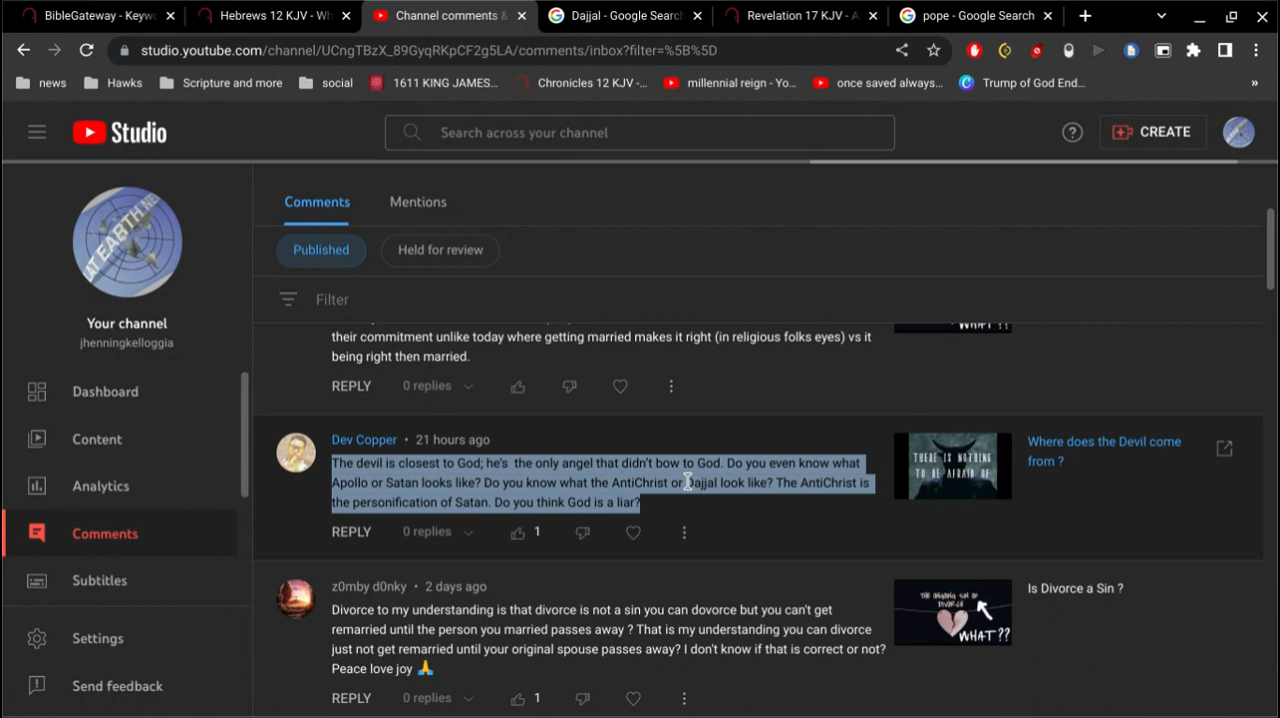 BibleGateway - Keyw
Hebrews 12 KJV - Wh
Channel comments &
Dajjal - Google Search
Revelation 17 KJV - A
pope - Google Search
studio.youtube.com/channel/UCngTBzX_89GyqRKpCF2g5LA/comments/inbox?filter=%5B%5D
news
Hawks
Scripture and more
social
1611 KING JAMES...
Chronicles 12 KJV -...
millennial reign - Yo...
once saved always...
Trump of God End...
»
Studio
Search across your channel
CREATE
Your channel
jhenningkelloggia
Dashboard
Content
Analytics
Comments
Subtitles
Settings
Send feedback
Comments
Mentions
Published
Held for review
Filter
their commitment unlike today where getting married makes it right (in religious folks eyes) vs it
being right then married.
REPLY 0 replies
Dev Copper • 21 hours ago
The devil is closest to God; he's the only angel that didn't bow to God. Do you even know what
Apollo or Satan looks like? Do you know what the AntiChrist or Dajjal look like? The AntiChrist is
the personification of Satan. Do you think God is a liar?
REPLY 0 replies 1
THERE IS NOTHING
TO BE AFRAID OF
Where does the Devil come
from ?
z0mby d0nky • 2 days ago
Divorce to my understanding is that divorce is not a sin you can dovorce but you can't get
remarried until the person you married passes away ? That is my understanding you can divorce
just not get remarried until your original spouse passes away? I don't know if that is correct or not?
Peace love joy 🙏
REPLY 0 replies 1
WHAT??
Is Divorce a Sin ?